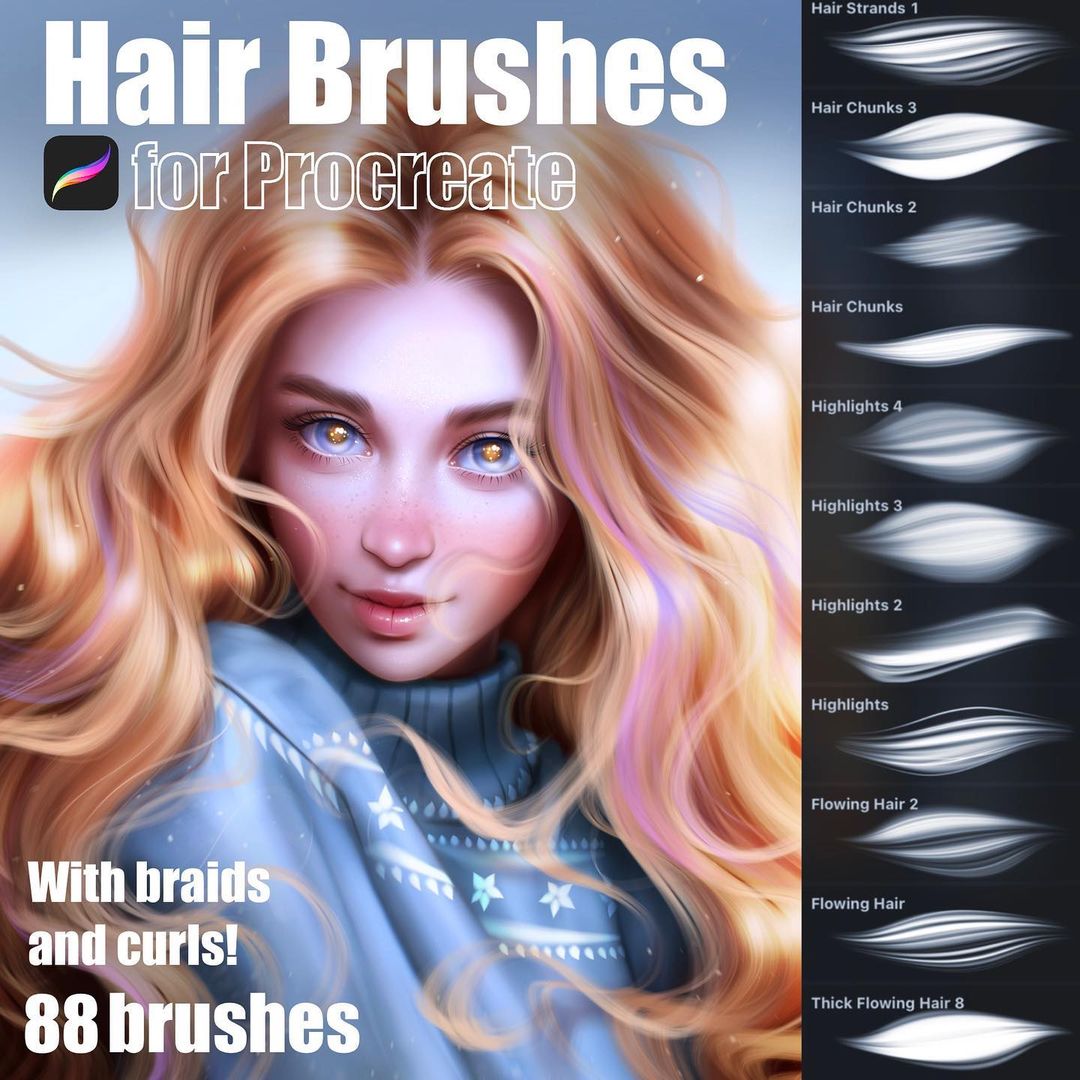 Hair Brushes
for Procreate
With braids
and curls!
88 brushes
Hair Strands 1
Hair Chunks 3
Hair Chunks 2
Hair Chunks
Highlights 4
Highlights 3
Highlights 2
Highlights
Flowing Hair 2
Flowing Hair
Thick Flowing Hair 8